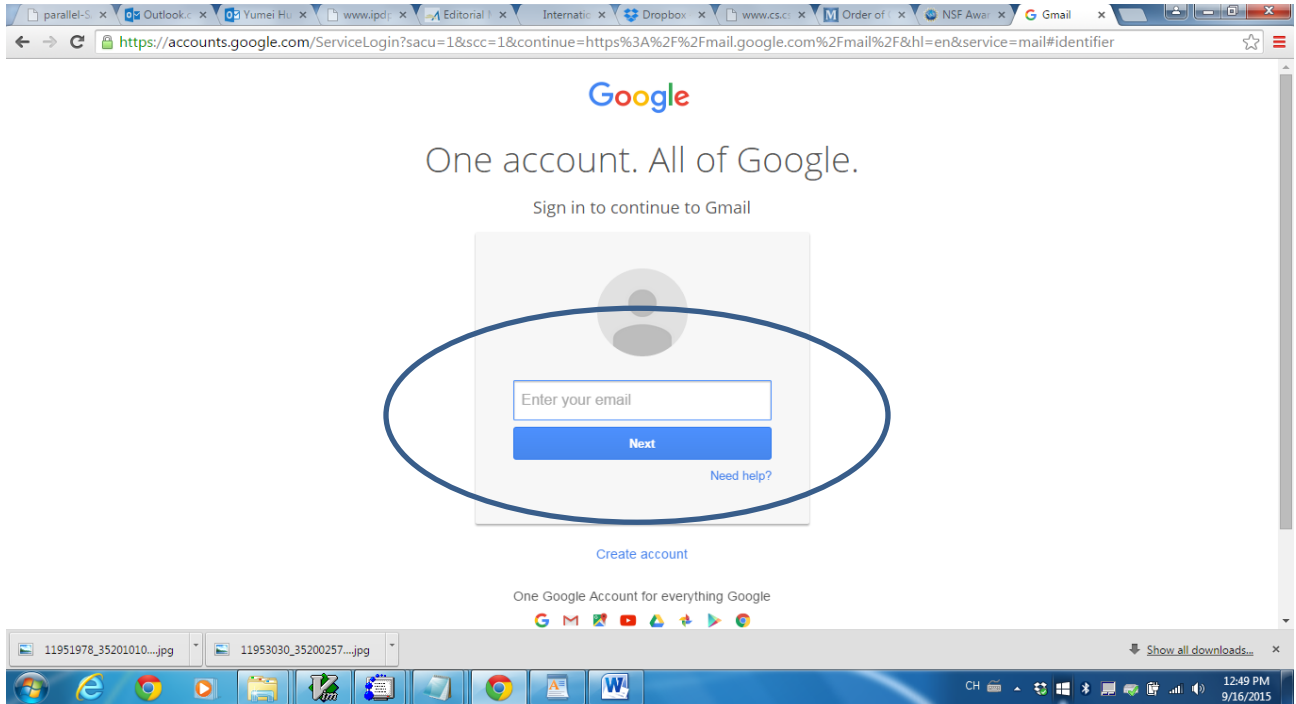 parallel-S
Outlook.c
Yumei Hu
www.ipdp
Editorial
Internatio
Dropbox
www.cs.cs
Order of
NSF Awar
Gmail
https://accounts.google.com/ServiceLogin?sacu=1&scc=1&continue=https%3A%2F%2Fmail.google.com%2Fmail%2F&hl=en&service=mail#identifier
Google
One account. All of Google.
Sign in to continue to Gmail
Enter your email
Next
Need help?
Create account
One Google Account for everything Google
11951978_35201010....jpg
11953030_35200257....jpg
Show all downloads...
CH
12:49 PM
9/16/2015